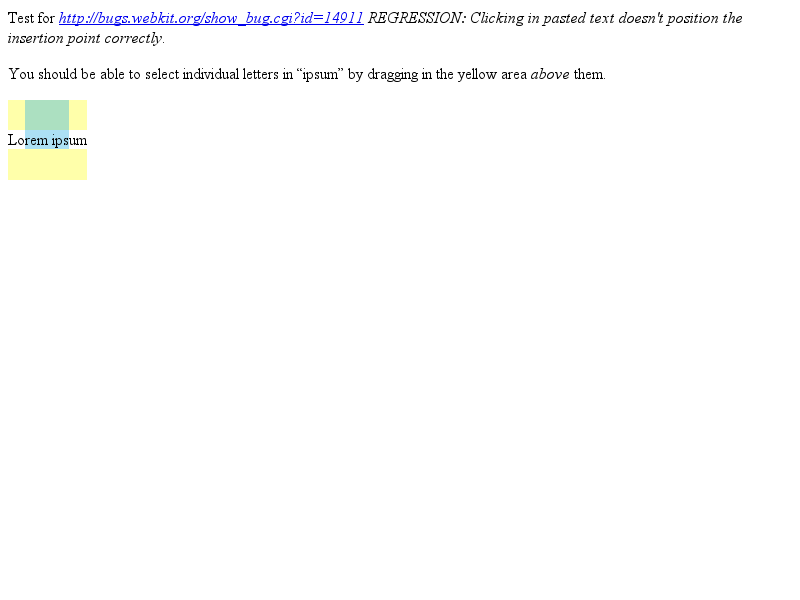 Test for http://bugs.webkit.org/show_bug.cgi?id=14911 REGRESSION: Clicking in pasted text doesn't position the
insertion point correctly.
You should be able to select individual letters in “ipsum” by dragging in the yellow area above them.
Lorem ipsum